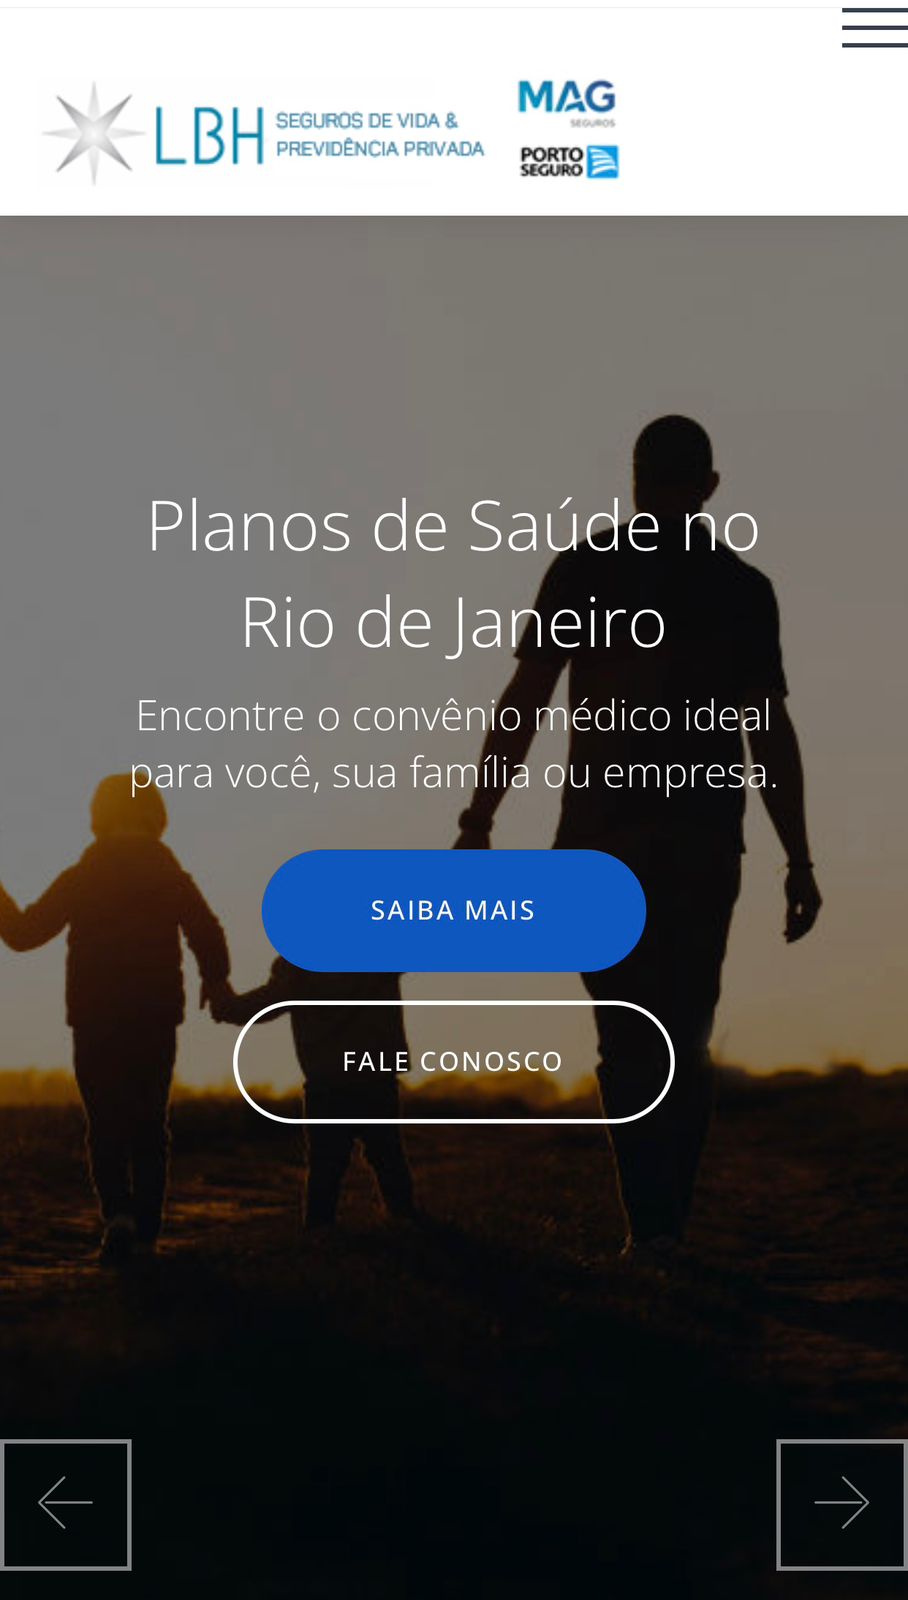 LBH
SEGUROS DE VIDA &
PREVIDÊNCIA PRIVADA
MAG
SEGUROS
PORTO
SEGURO
Planos de Saúde no
Rio de Janeiro
Encontre o convênio médico ideal
para você, sua família ou empresa.
SAIBA MAIS
FALE CONOSCO